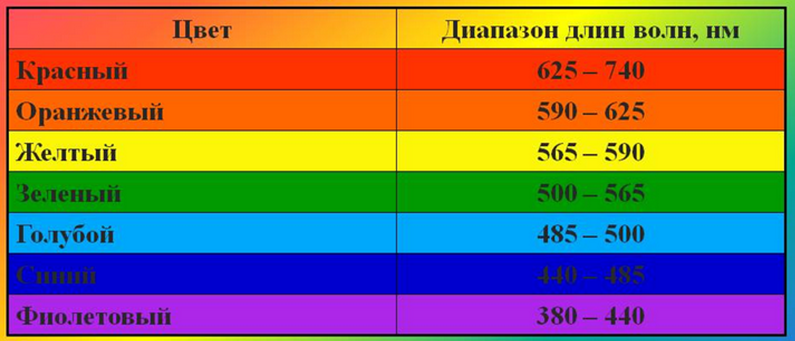 Цвет Диапазон длин волн, нм
Красный 625 – 740
Оранжевый 590 – 625
Желтый 565 – 590
Зеленый 500 – 565
Голубой 485 – 500
Синий 440 – 485
Фиолетовый 380 – 440